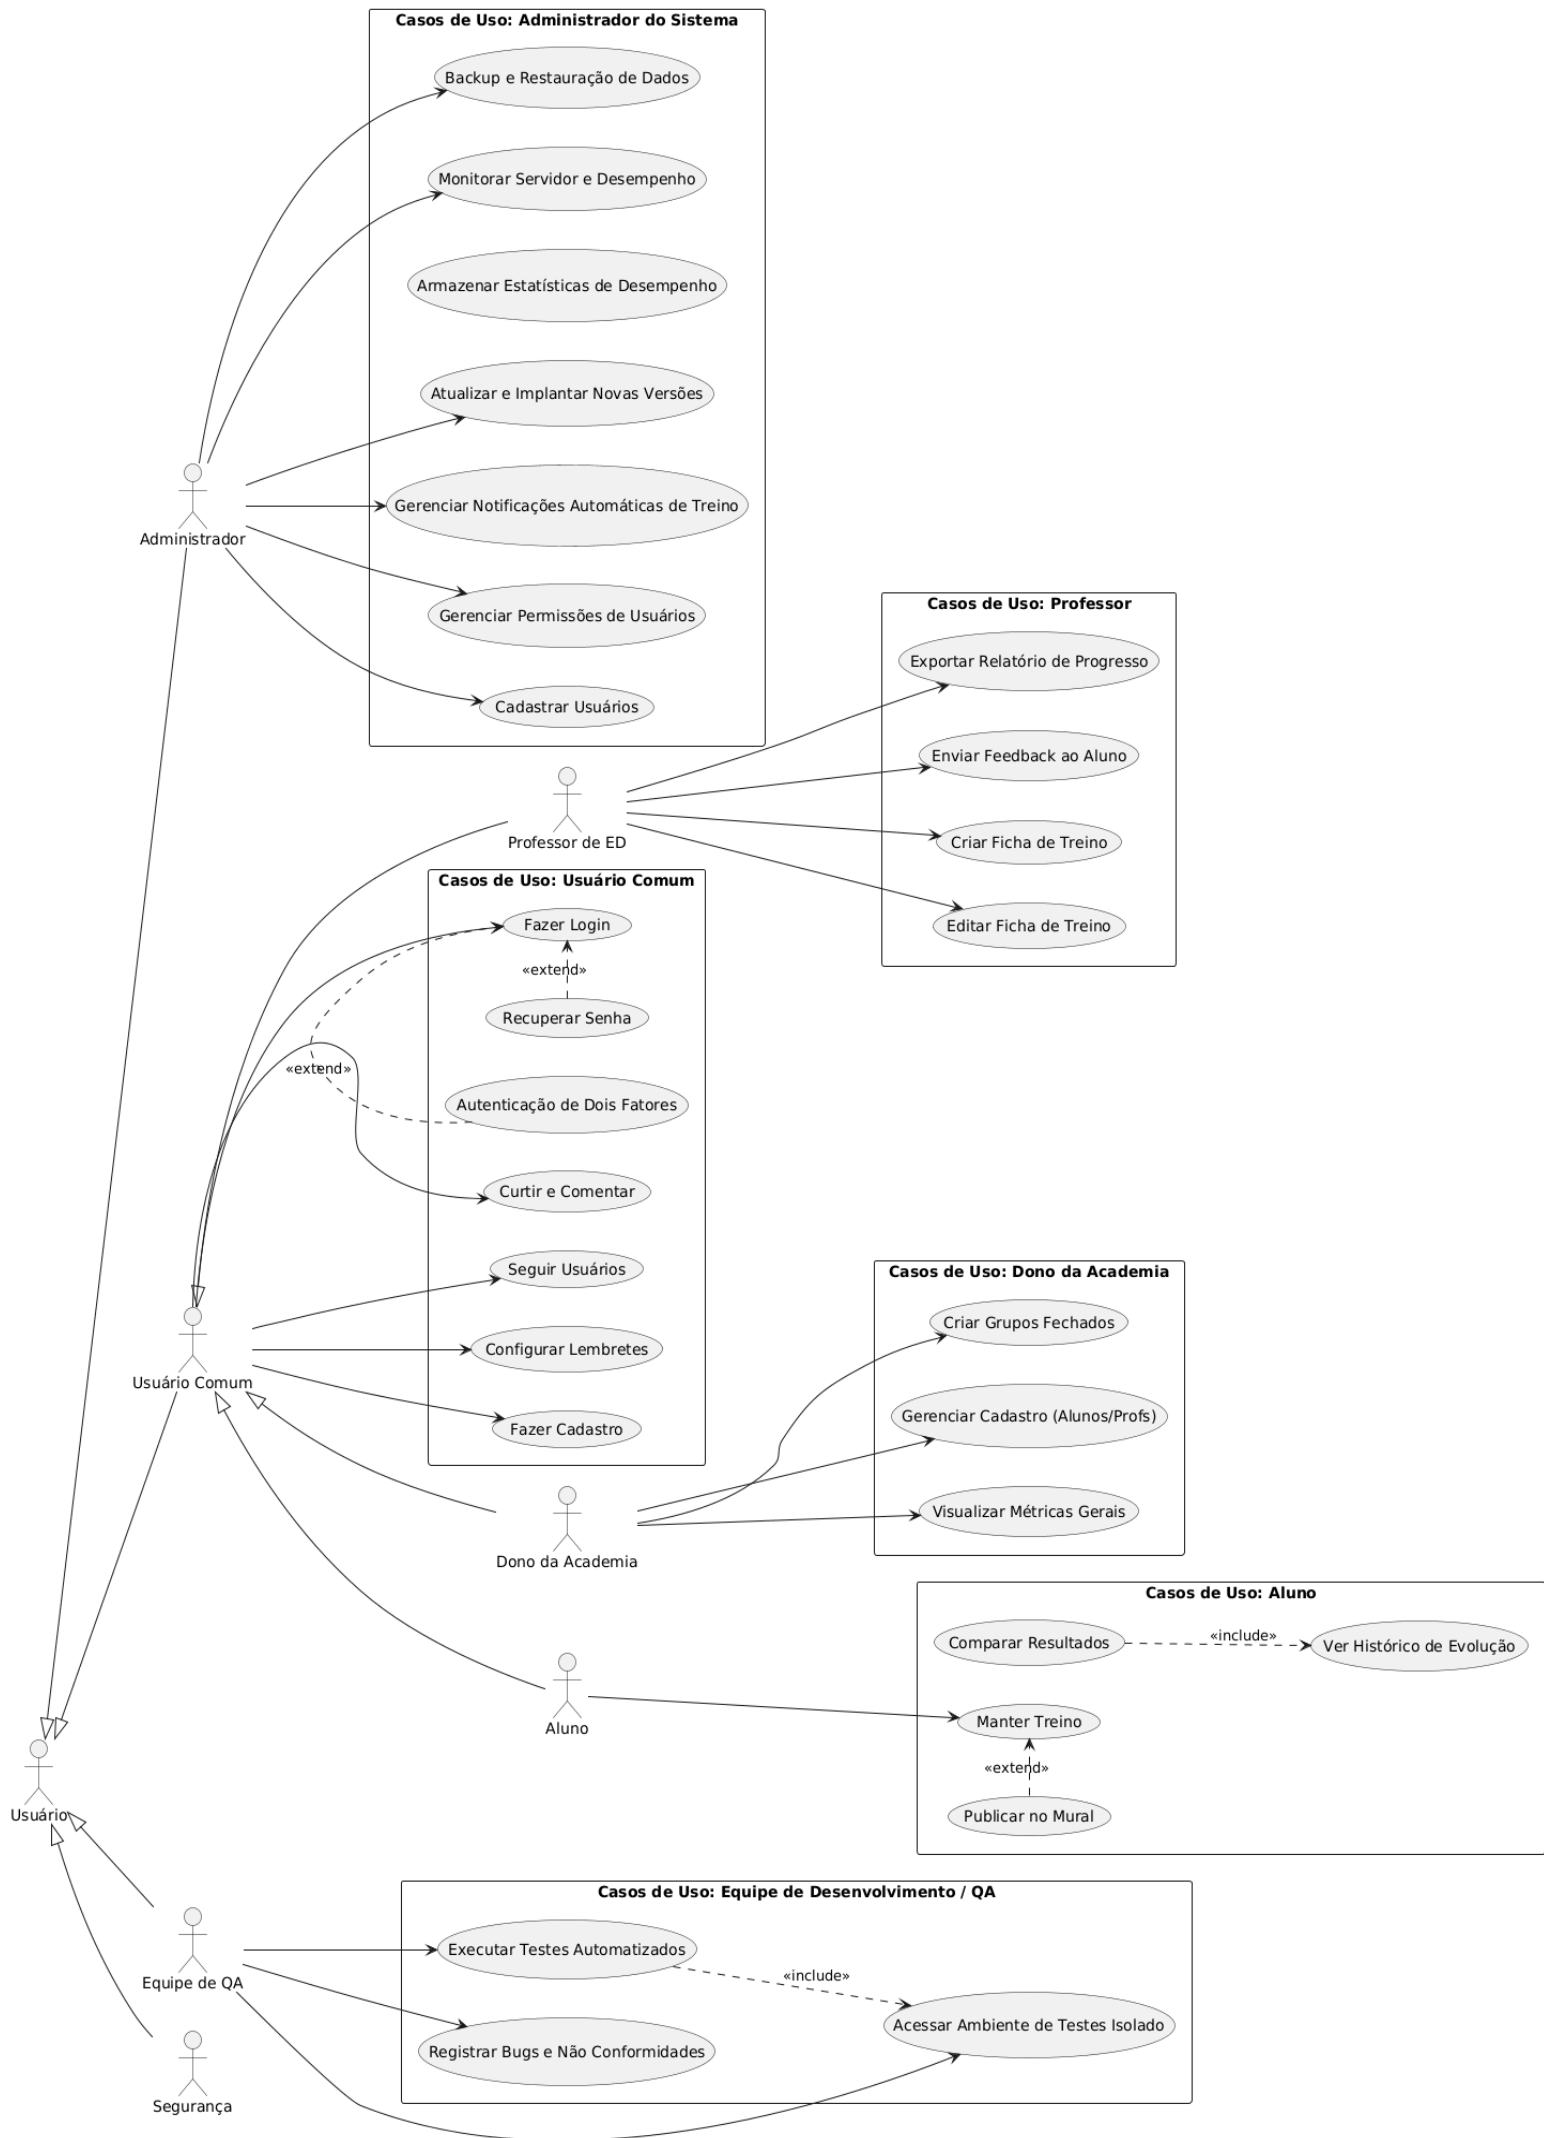 Casos de Uso: Administrador do Sistema
Backup e Restauração de Dados
Monitorar Servidor e Desempenho
Armazenar Estatísticas de Desempenho
Atualizar e Implantar Novas Versões
Gerenciar Notificações Automáticas de Treino
Administrador
Gerenciar Permissões de Usuários
Cadastrar Usuários
Casos de Uso: Professor
Exportar Relatório de Progresso
Enviar Feedback ao Aluno
Criar Ficha de Treino
Editar Ficha de Treino
Professor de ED
Casos de Uso: Usuário Comum
Fazer Login
«extend»
Recuperar Senha
«extend»
Autenticação de Dois Fatores
Curtir e Comentar
Seguir Usuários
Configurar Lembretes
Fazer Cadastro
Usuário Comum
Casos de Uso: Dono da Academia
Criar Grupos Fechados
Gerenciar Cadastro (Alunos/Profs)
Visualizar Métricas Gerais
Dono da Academia
Casos de Uso: Aluno
Comparar Resultados
«include»
Ver Histórico de Evolução
Manter Treino
«extend»
Publicar no Mural
Aluno
Usuário
Casos de Uso: Equipe de Desenvolvimento / QA
Executar Testes Automatizados
«include»
Acessar Ambiente de Testes Isolado
Registrar Bugs e Não Conformidades
Equipe de QA
Segurança